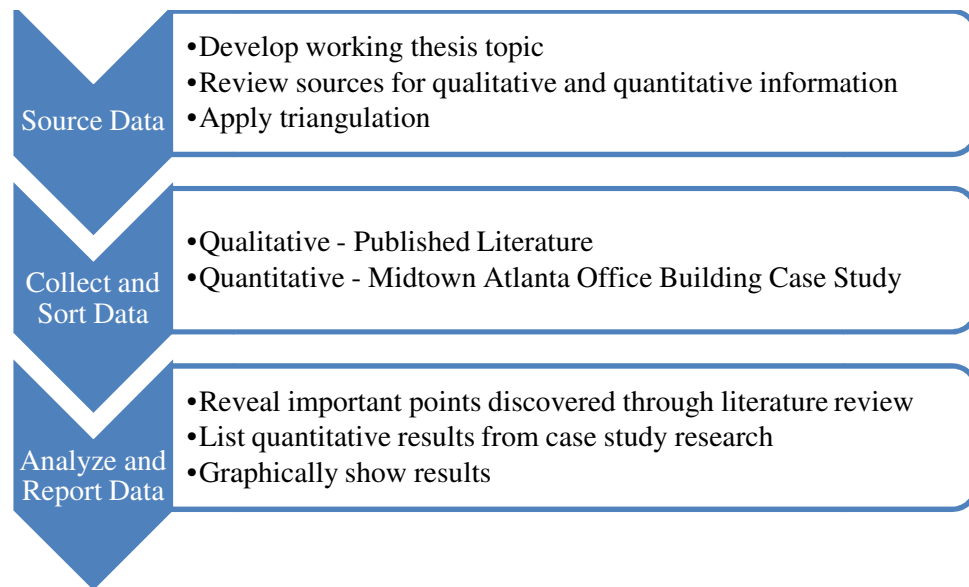 Source Data
•Develop working thesis topic
•Review sources for qualitative and quantitative information
•Apply triangulation
Collect and
Sort Data
•Qualitative - Published Literature
•Quantitative - Midtown Atlanta Office Building Case Study
Analyze and
Report Data
•Reveal important points discovered through literature review
•List quantitative results from case study research
•Graphically show results